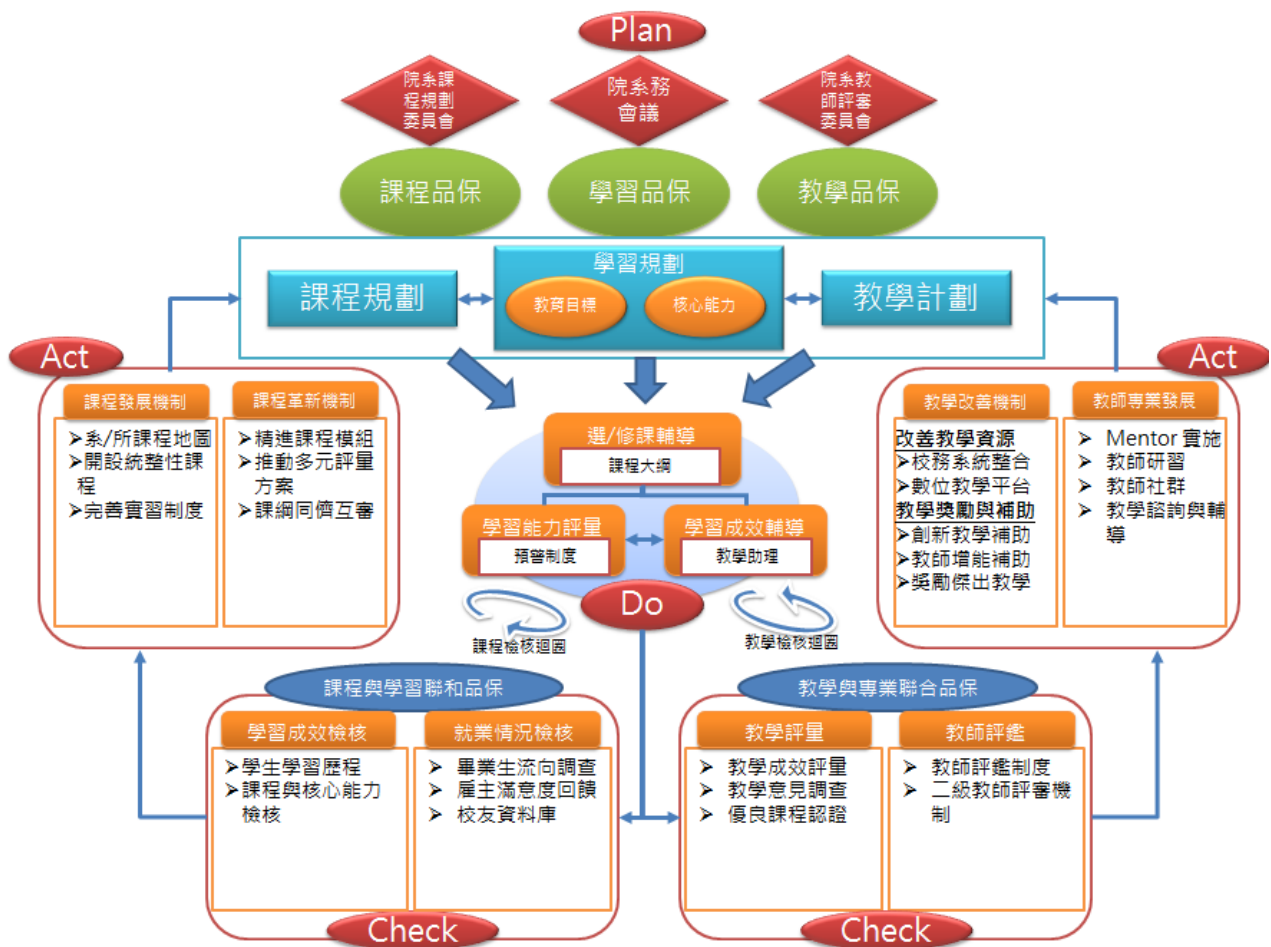 Plan
院系課
程規劃
委員會
院系務
會議
院系教
師評審
委員會
課程品保
學習品保
教學品保
課程規劃
學習規劃
教育目標
核心能力
教學計劃
Act
課程發展機制
➢系/所課程地圖
➢開設統整性課
程
➢完善實習制度
課程革新機制
➢精進課程模組
➢推動多元評量
方案
➢課綱同儕互審
選/修課輔導
課程大綱
學習能力評量
預警制度
學習成效輔導
教學助理
Do
課程檢核迴圈
教學檢核迴圈
Act
教學改善機制
改善教學資源
➢校務系統整合
➢數位教學平台
教學獎勵與補助
➢創新教學補助
➢教師增能補助
➢獎勵傑出教學
教師專業發展
➢ Mentor 實施
➢ 教師研習
➢ 教師社群
➢ 教學諮詢與輔
導
課程與學習聯和品保
學習成效檢核
➢學生學習歷程
➢課程與核心能力
檢核
就業情況檢核
➢ 畢業生流向調查
➢ 雇主滿意度回饋
➢ 校友資料庫
Check
教學與專業聯合品保
教學評量
➢ 教學成效評量
➢ 教學意見調查
➢ 優良課程認證
教師評鑑
➢ 教師評鑑制度
➢ 二級教師評審機
制
Check